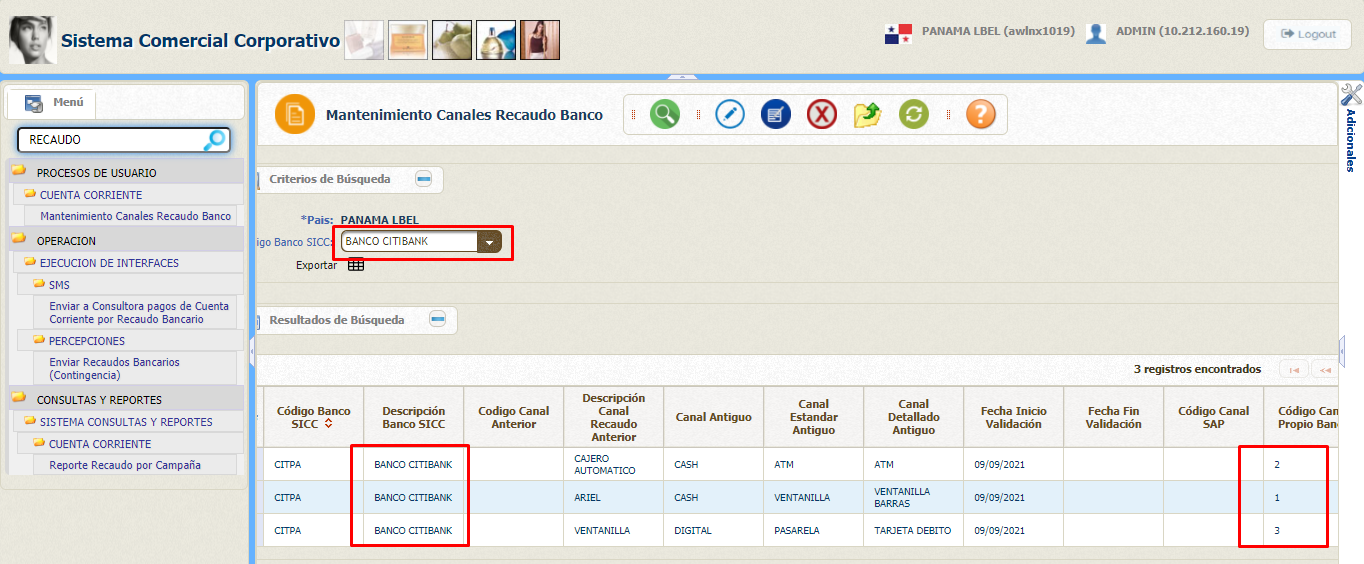 Sistema Comercial Corporativo
PANAMA LBEL (awlnx1019)
ADMIN (10.212.160.19)
Logout
Menú
RECAUDO
PROCESOS DE USUARIO
CUENTA CORRIENTE
Mantenimiento Canales Recaudo Banco
OPERACION
EJECUCION DE INTERFACES
SMS
Enviar a Consultora pagos de Cuenta
Corriente por Recaudo Bancario
PERCEPCIONES
Enviar Recaudos Bancarios
(Contingencia)
CONSULTAS Y REPORTES
SISTEMA CONSULTAS Y REPORTES
CUENTA CORRIENTE
Reporte Recaudo por Campaña
Mantenimiento Canales Recaudo Banco
Adicionales
Criterios de Búsqueda
*Pais: PANAMA LBEL
igo Banco SICC: BANCO CITIBANK
Exportar
Resultados de Búsqueda
3 registros encontrados
Código Banco SICC
Descripción Banco SICC
Codigo Canal Anterior
Descripción Canal Recaudo Anterior
Canal Antiguo
Canal Estandar Antiguo
Canal Detallado Antiguo
Fecha Inicio Validación
Fecha Fin Validación
Código Canal SAP
Código Can Propio Banc
CITPA BANCO CITIBANK CAJERO AUTOMATICO CASH ATM ATM 09/09/2021 2
CITPA BANCO CITIBANK ARIEL CASH VENTANILLA VENTANILLA BARRAS 09/09/2021 1
CITPA BANCO CITIBANK VENTANILLA DIGITAL PASARELA TARJETA DEBITO 09/09/2021 3